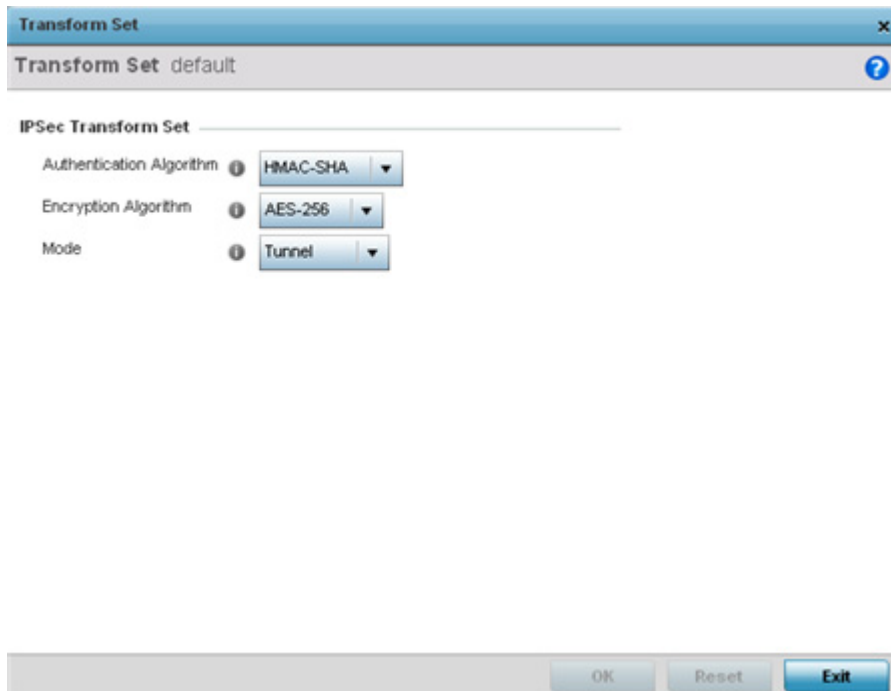 Transform Set
Transform Set default
IPSec Transform Set
Authentication Algorithm HMAC-SHA
Encryption Algorithm AES-256
Mode Tunnel
OK Reset Exit